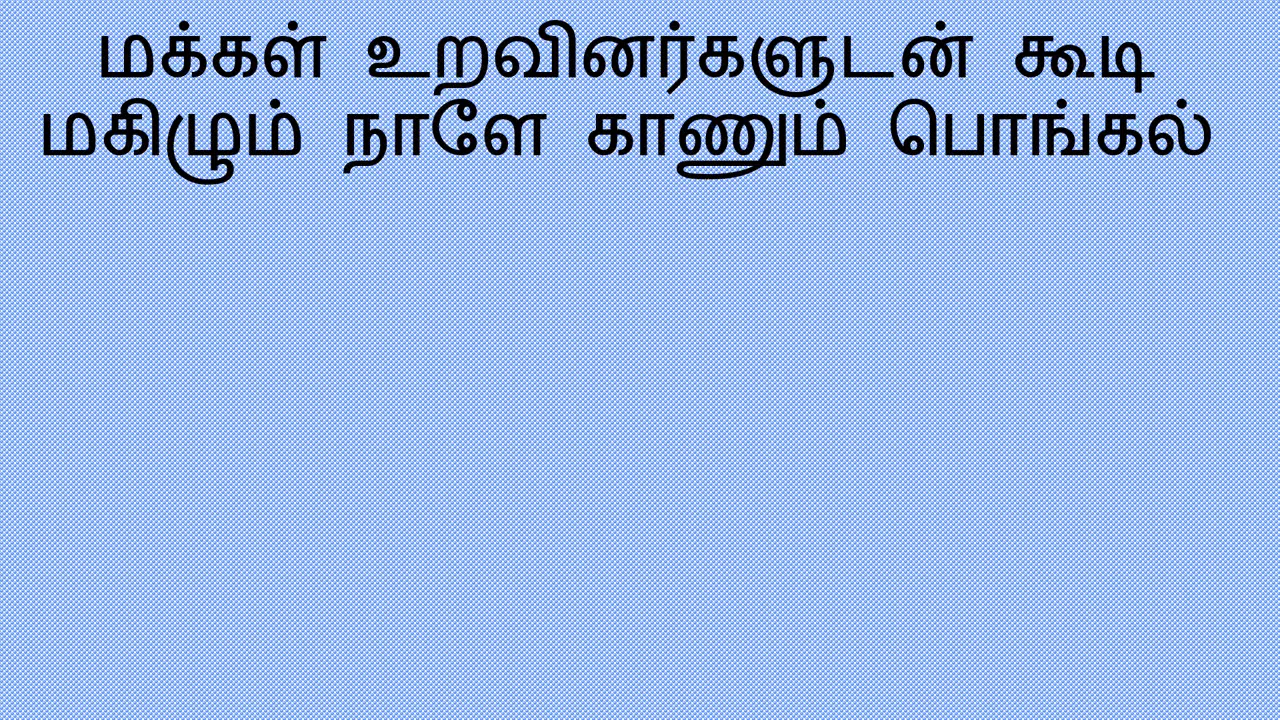 மக்கள் உறவினர்களுடன் கூடி
மகிழும் நாளே காணும் பொங்கல்